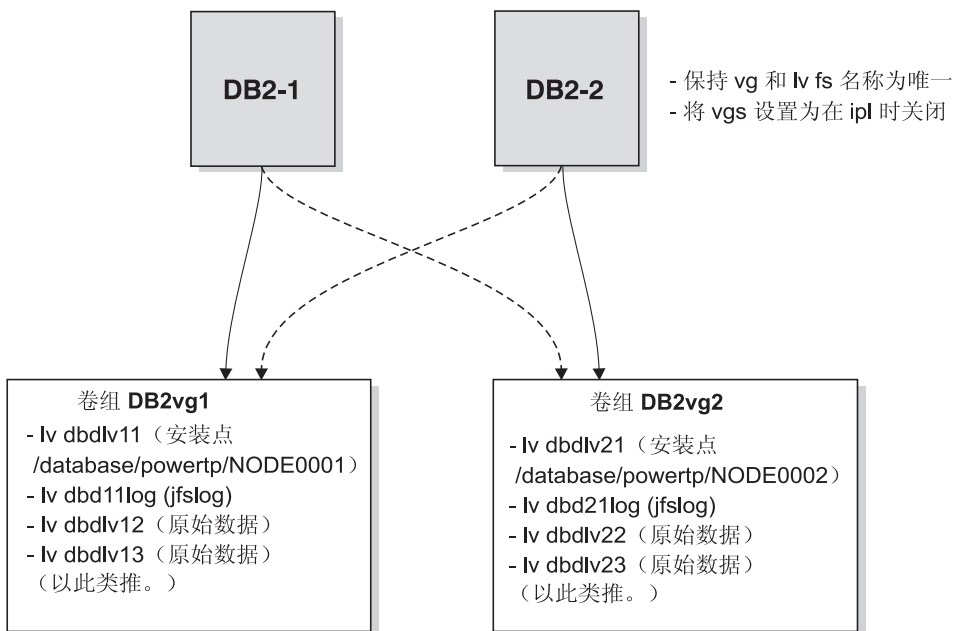 DB2-1
DB2-2
- 保持 vg 和 lv fs 名称为唯一
- 将 vgs 设置为在 ipl 时关闭
卷组 DB2vg1
- lv dbdlv11（安装点
/database/powertp/NODE0001）
- lv dbd11log (jfslog)
- lv dbdlv12（原始数据）
- lv dbdlv13（原始数据）
（以此类推。）
卷组 DB2vg2
- lv dbdlv21（安装点
/database/powertp/NODE0002）
- lv dbd21log (jfslog)
- lv dbdlv22（原始数据）
- lv dbdlv23（原始数据）
（以此类推。）